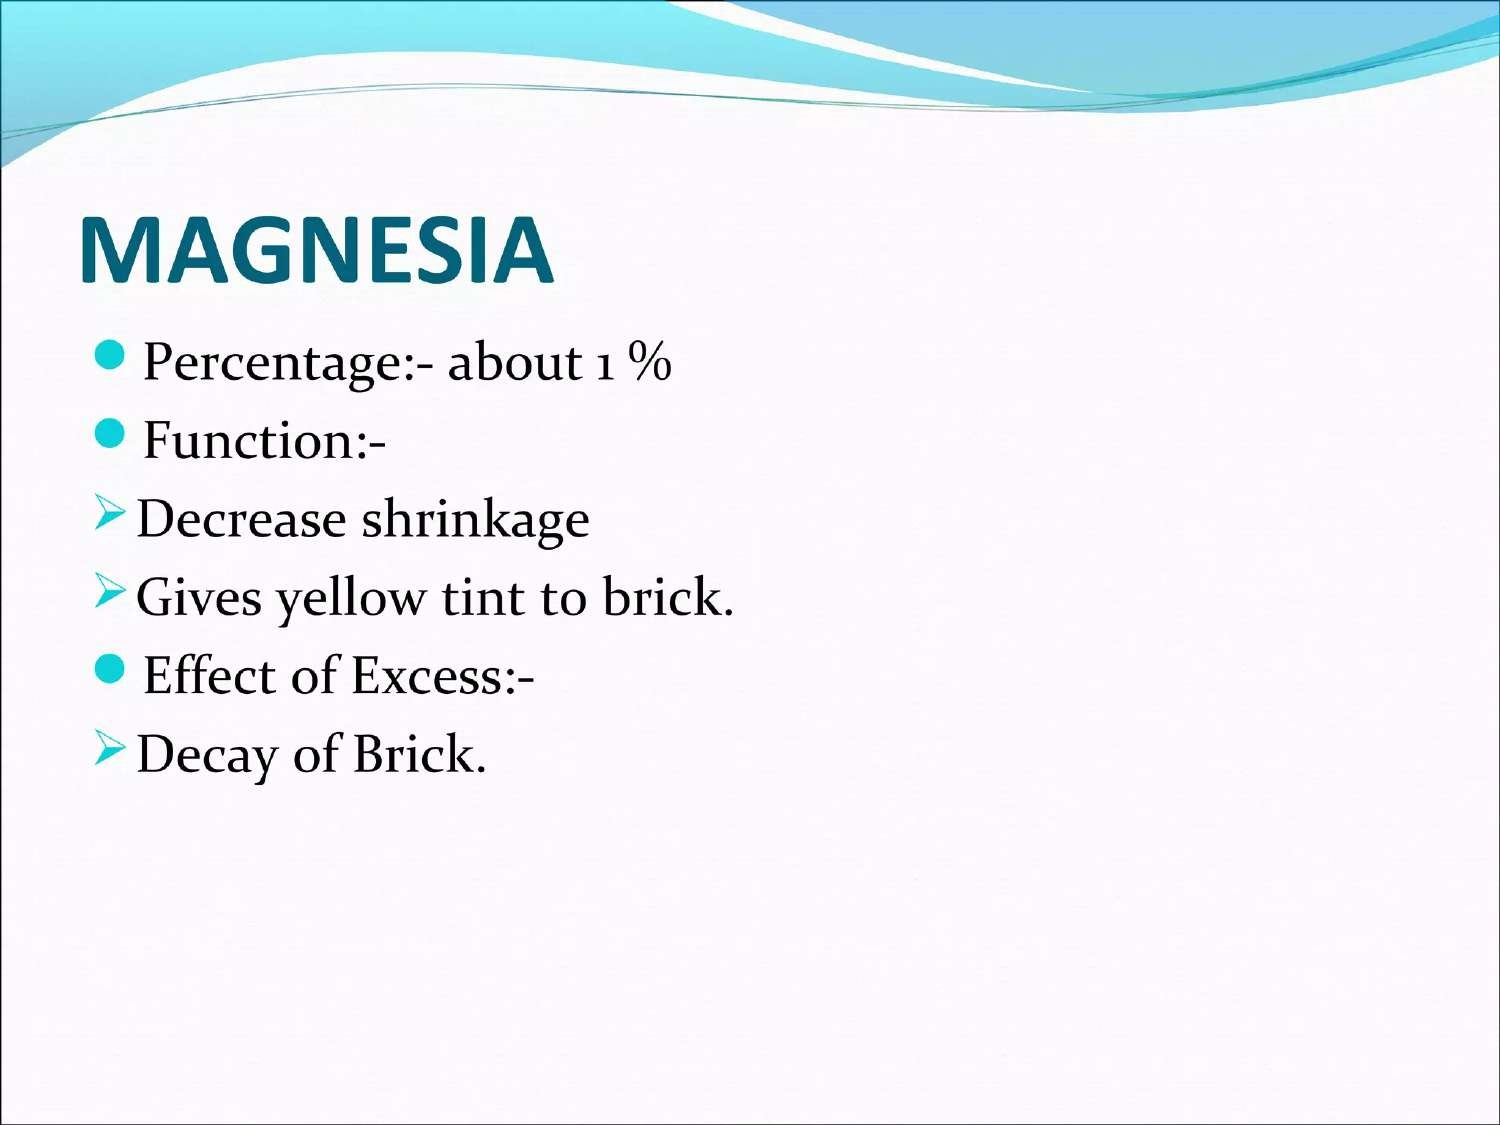 MAGNESIA
Percentage:- about 1 %
Function:-
Decrease shrinkage
Gives yellow tint to brick.
Effect of Excess:-
Decay of Brick.